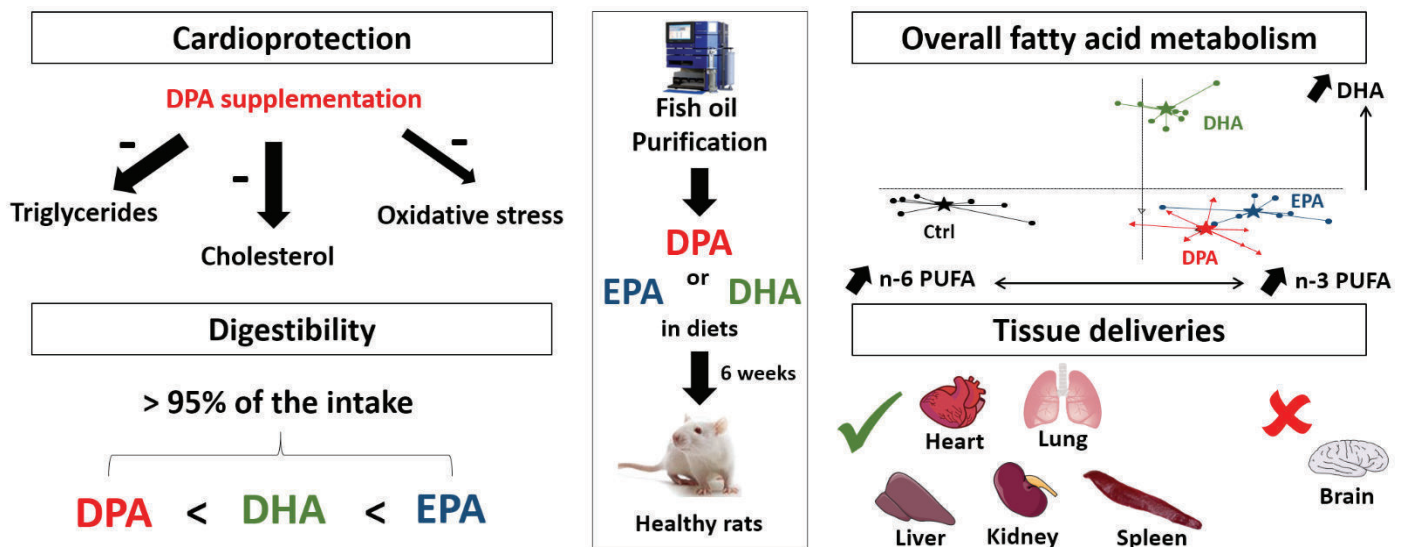 Cardioprotection
DPA supplementation
-
-
-
Triglycerides
Cholesterol
Oxidative stress
Digestibility
> 95% of the intake
DPA < DHA < EPA
Fish oil
Purification
DPA
or
EPA DHA
in diets
6 weeks
Healthy rats
Overall fatty acid metabolism
DHA
DHA
EPA
Ctrl
DPA
n-6 PUFA
n-3 PUFA
Tissue deliveries
Heart
Lung
Brain
Liver
Kidney
Spleen